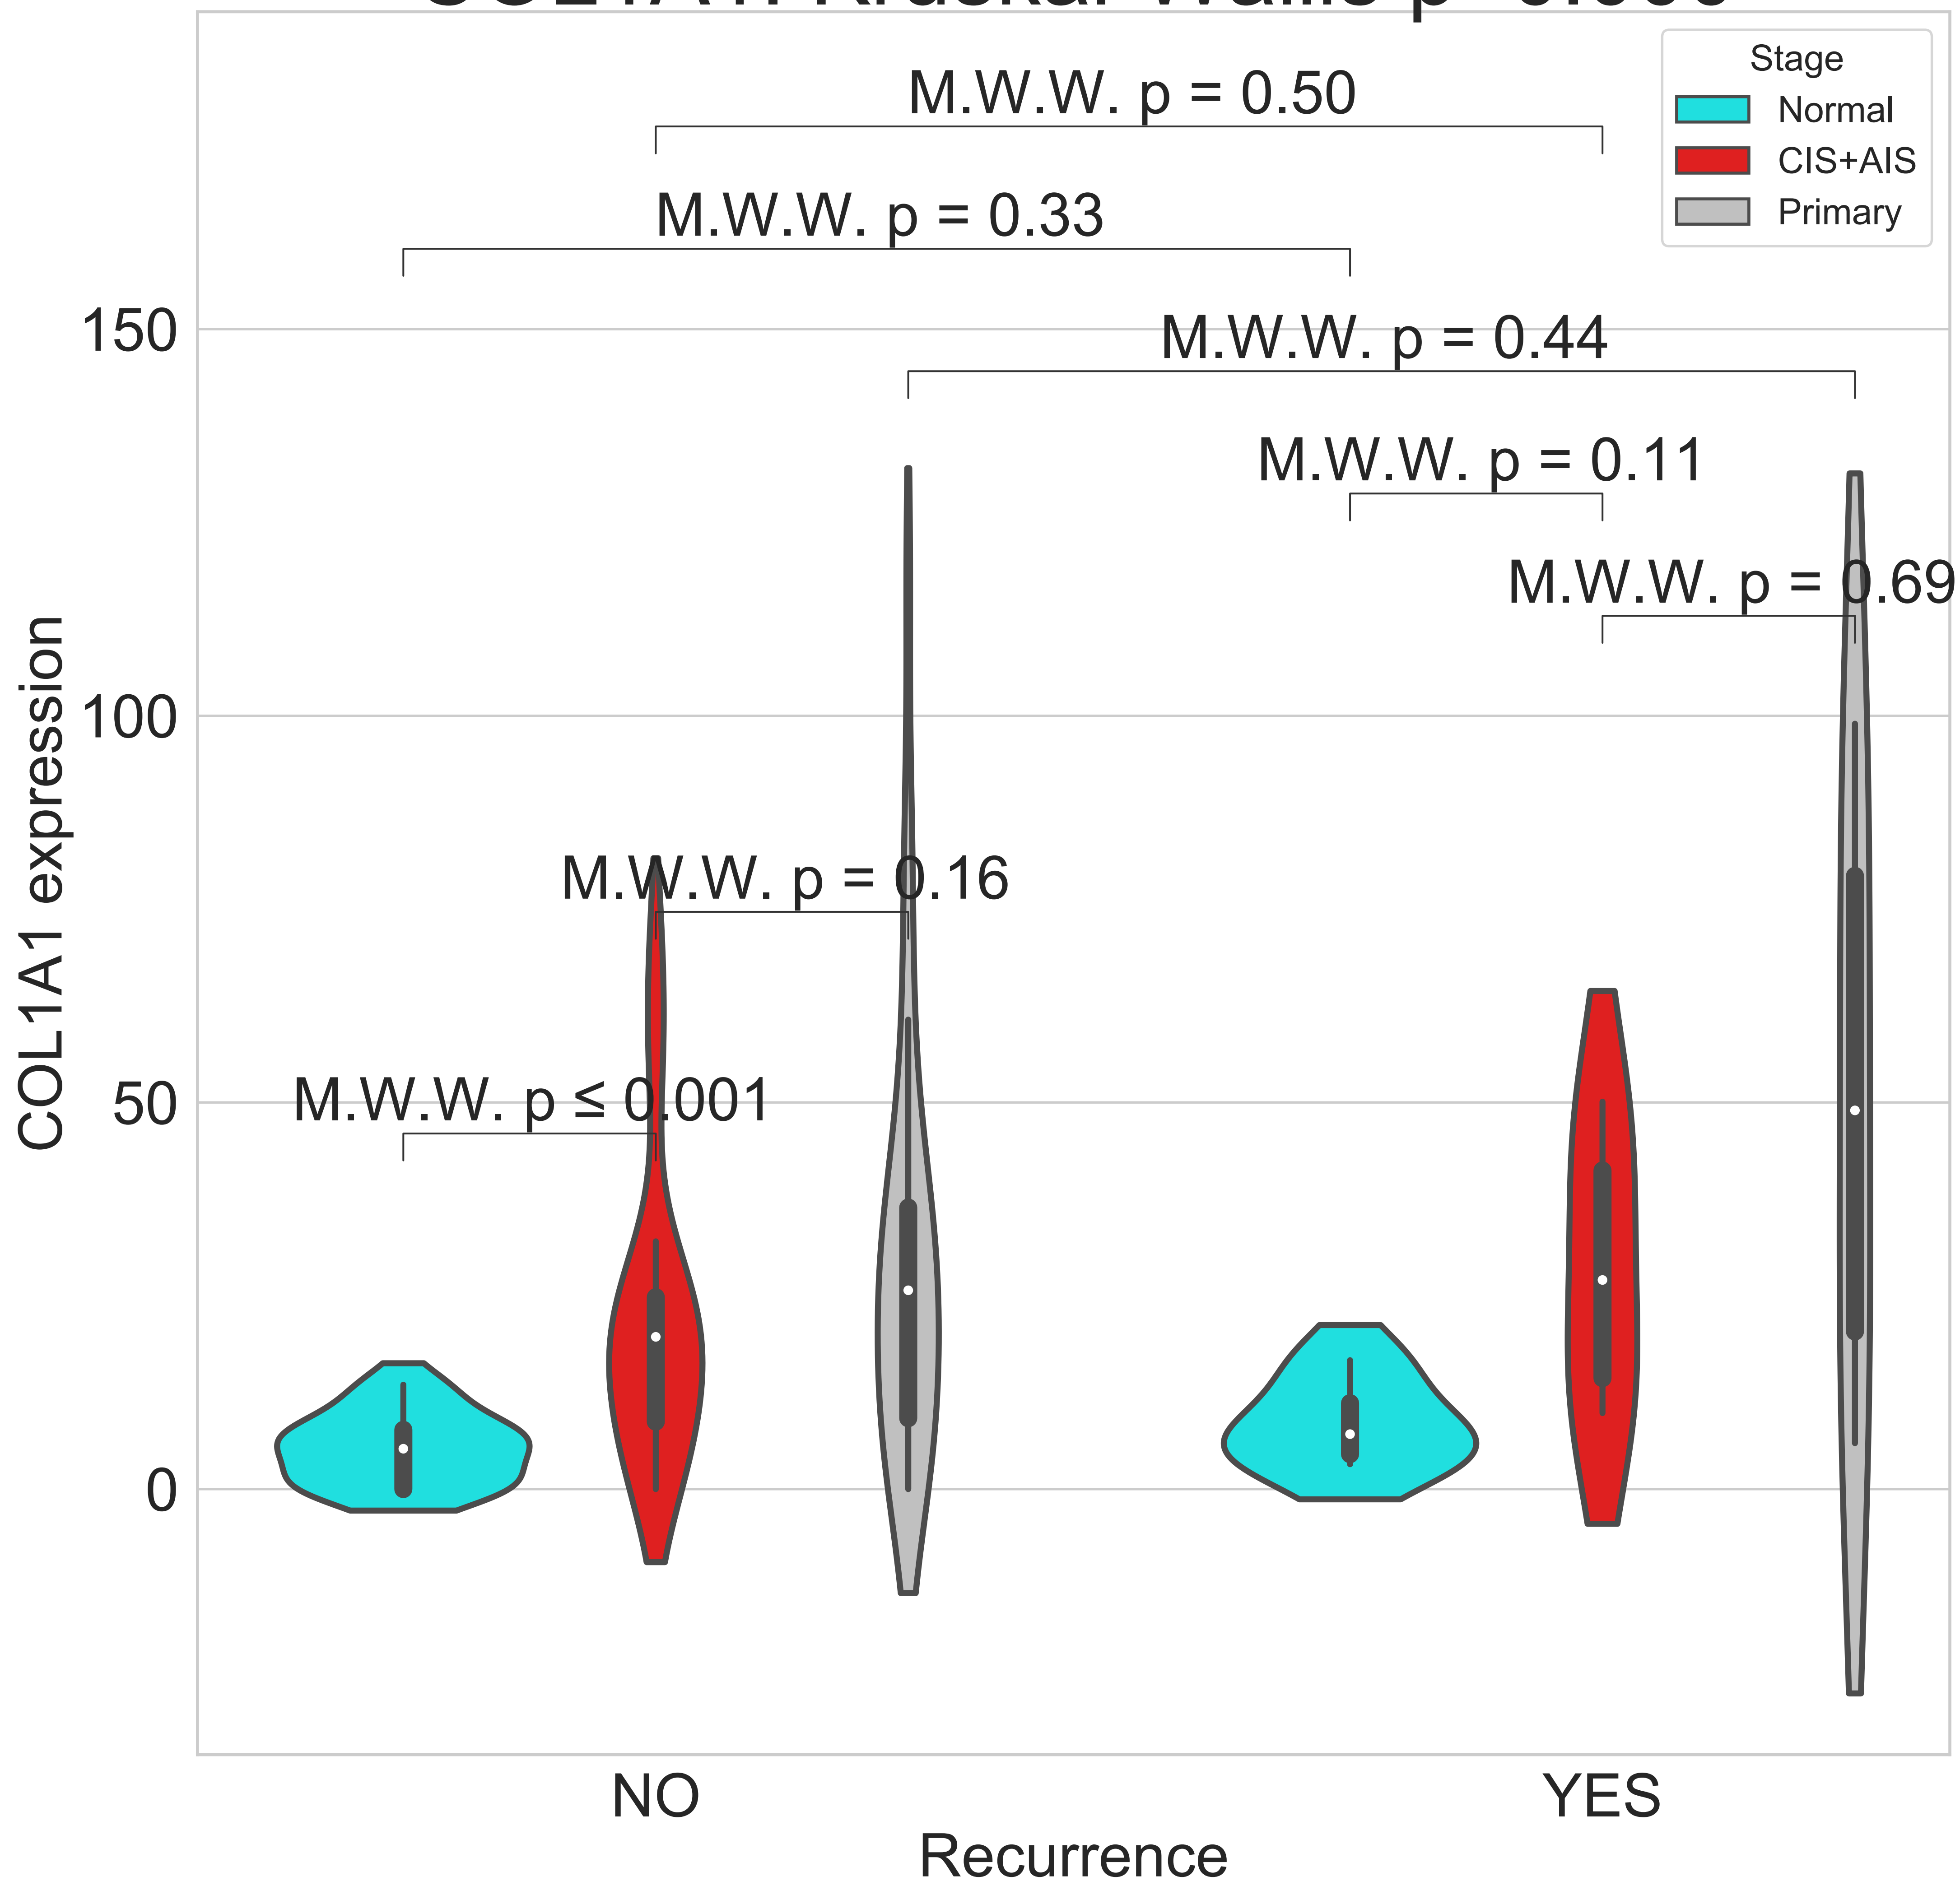 Stage
Normal
CIS+AIS
Primary
M.W.W. p = 0.50
M.W.W. p = 0.33
M.W.W. p = 0.44
M.W.W. p = 0.11
M.W.W. p = 0.69
M.W.W. p = 0.16
M.W.W. p ≤ 0.001
150
100
50
0
COL1A1 expression
NO
YES
Recurrence